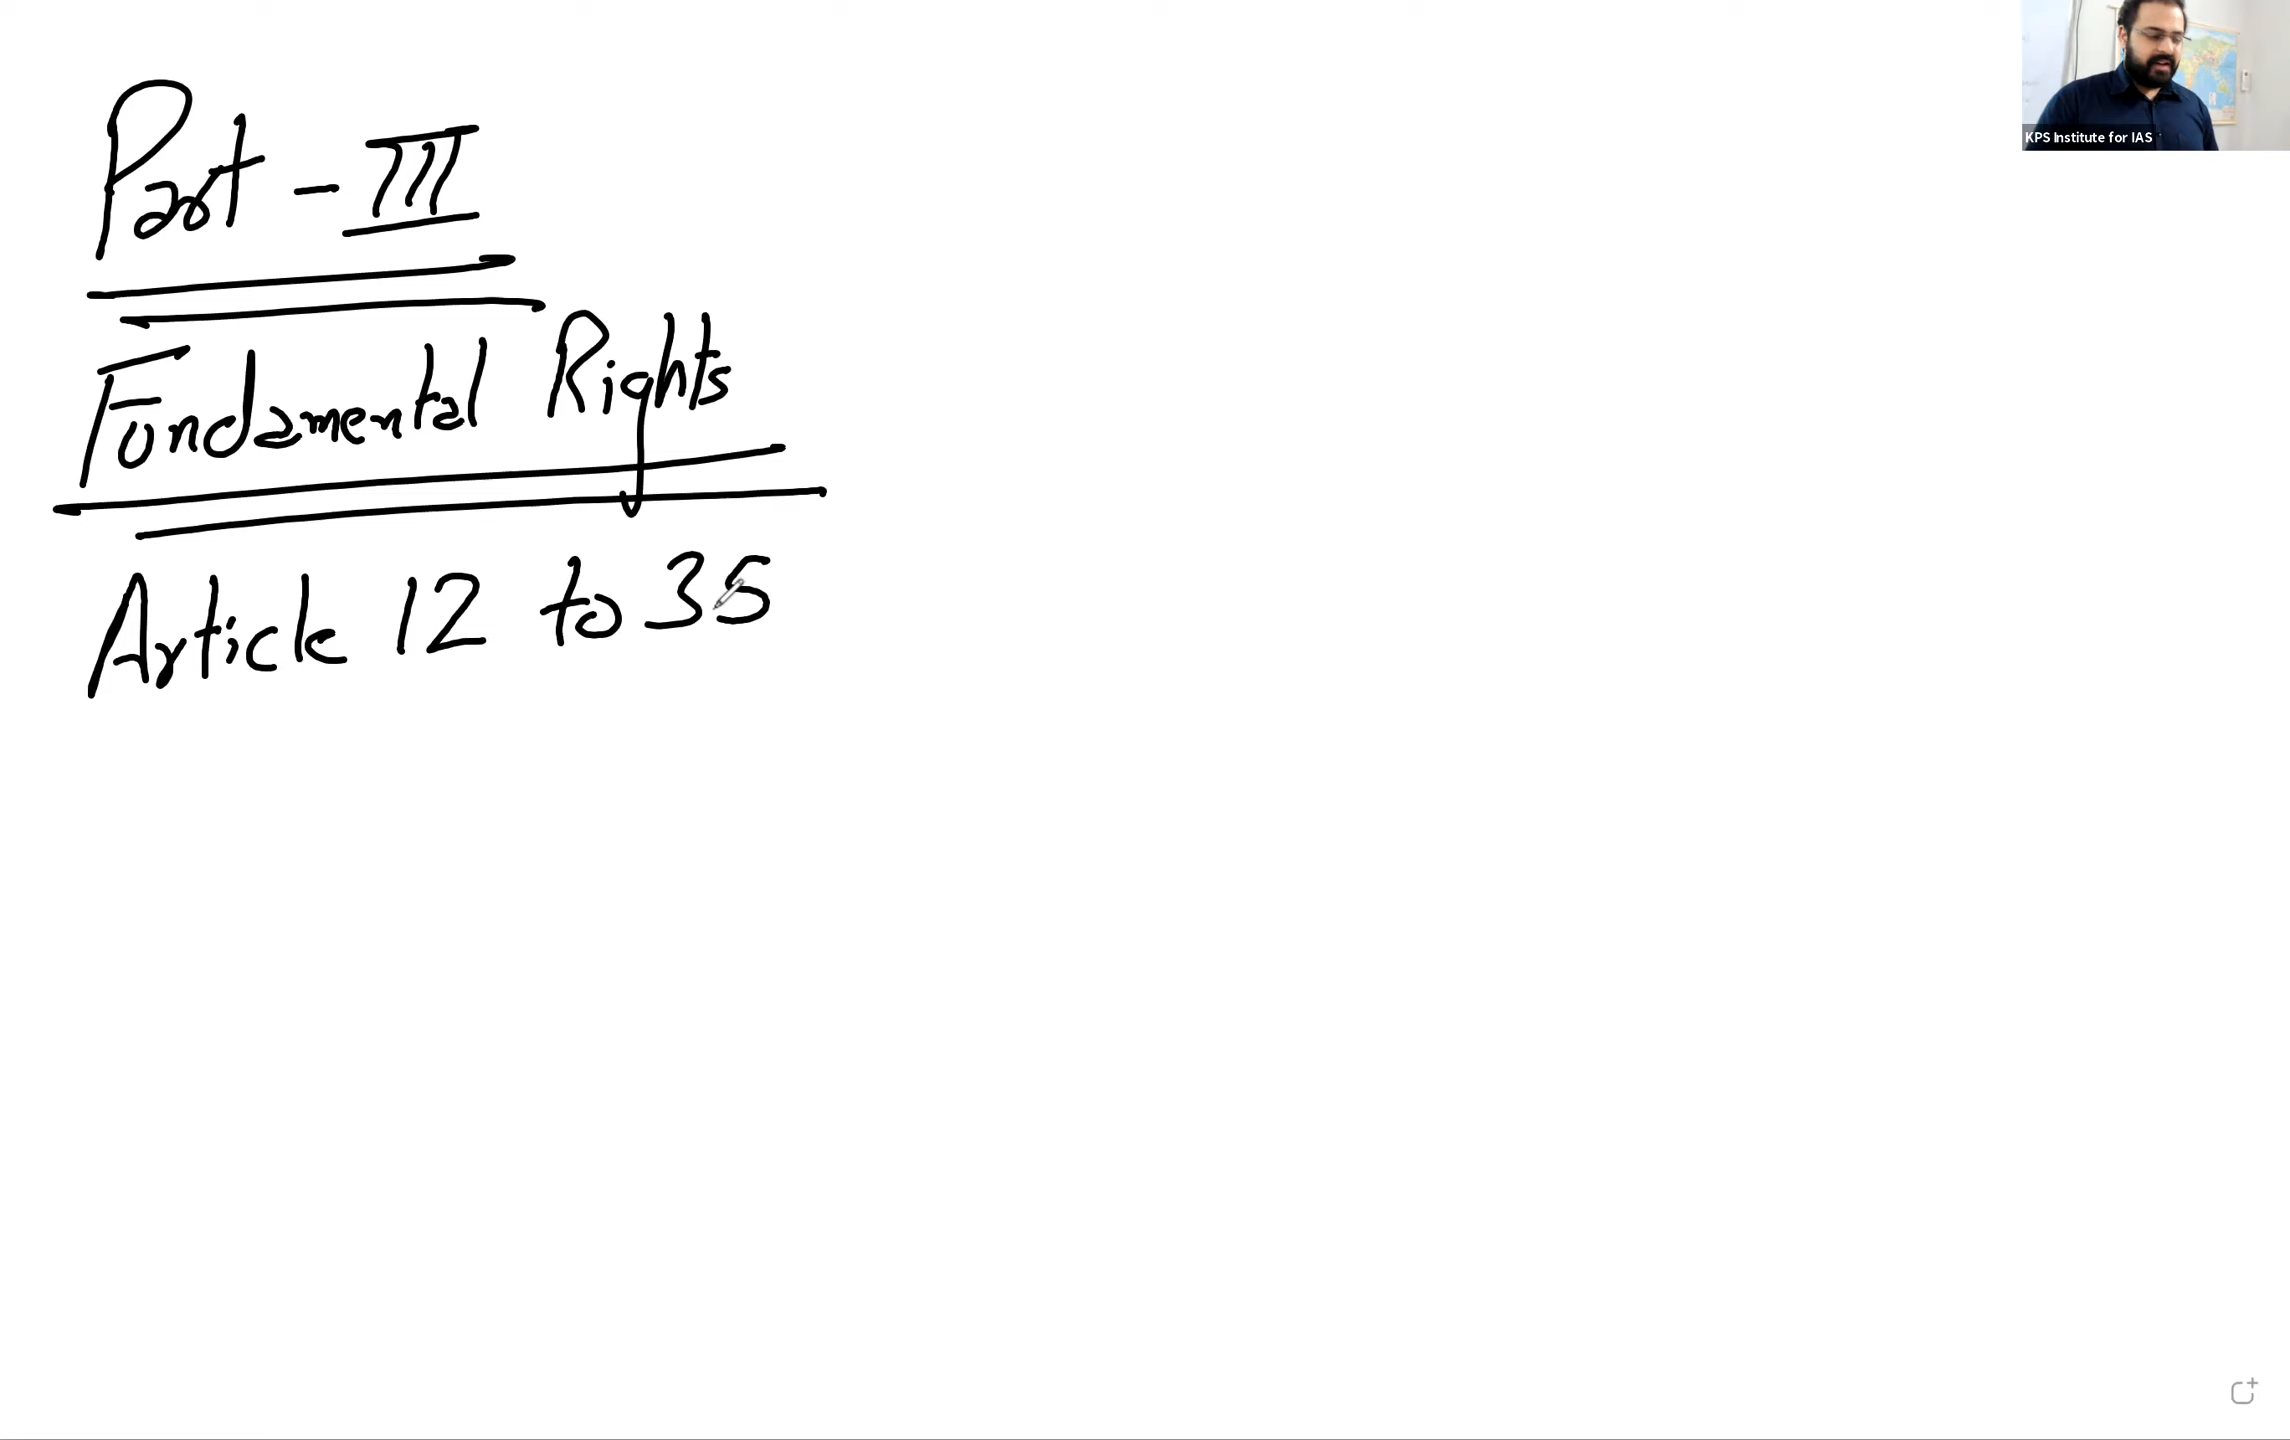 Part - III
Fundamental Rights
Article 12 to 35
KPS Institute for IAS